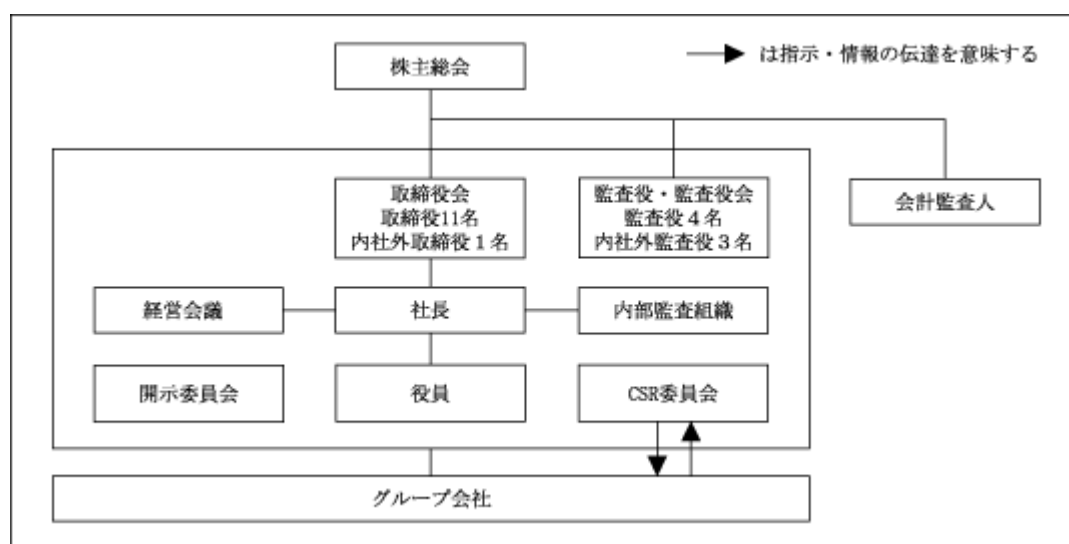 株主総会
は指示・情報の伝達を意味する
取締役会
取締役11名
内社外取締役1名
監査役・監査役会
監査役4名
内社外監査役3名
会計監査人
経営会議
社長
内部監査組織
開示委員会
役員
CSR委員会
グループ会社